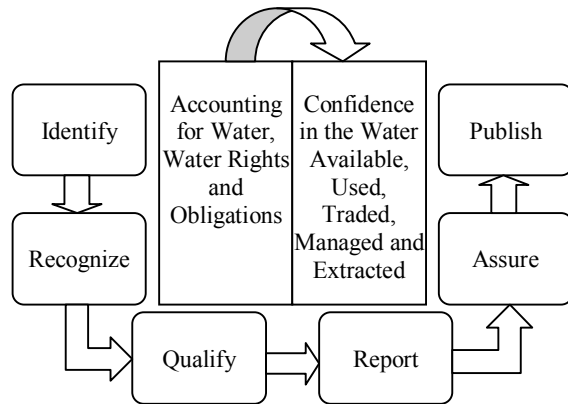 Identify
Recognize
Accounting
for Water,
Water Rights
and
Obligations
Confidence
in the Water
Available,
Used,
Traded,
Managed and
Extracted
Publish
Assure
Qualify
Report